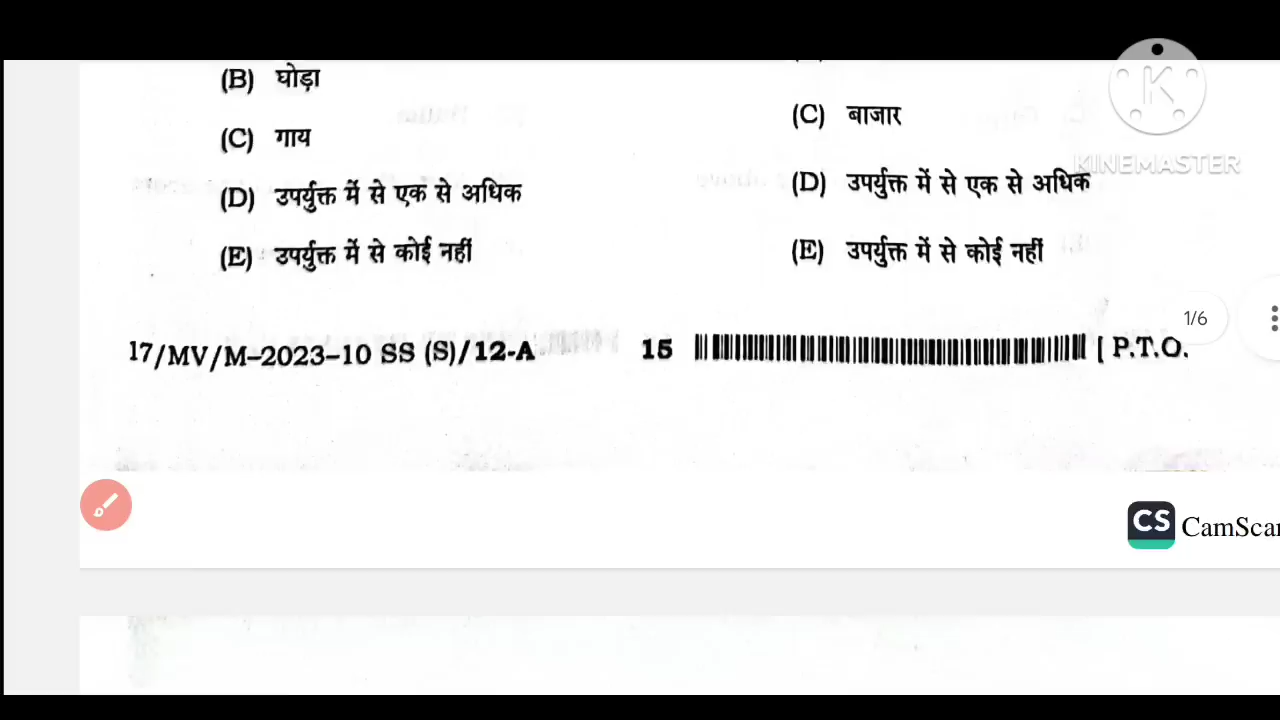 (B) घोड़ा
(C) गाय
(D) उपर्युक्त में से एक से अधिक
(E) उपर्युक्त में से कोई नहीं
(C) बाजार
(D) उपर्युक्त में से एक से अधिक
(E) उपर्युक्त में से कोई नहीं
KINEMASTER
1/6
17/MV/M–2023–10 SS (S)/12-A
15
[ P.T.O.
CS CamScan